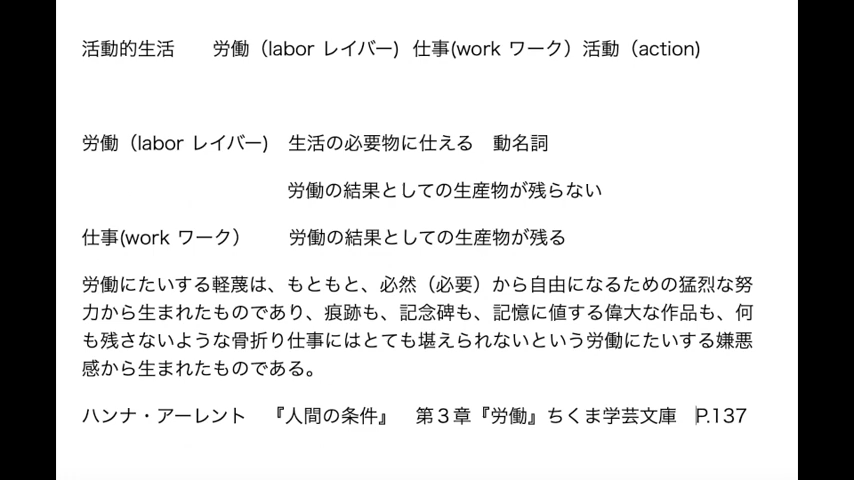 活動的生活　　労働（labor レイバー)  仕事(work ワーク）活動（action)
労働（labor レイバー)　生活の必要物に仕える　動名詞
労働の結果としての生産物が残らない
仕事(work ワーク）　　労働の結果としての生産物が残る
労働にたいする軽蔑は、もともと、必然（必要）から自由になるための猛烈な努
力から生まれたものであり、痕跡も、記念碑も、記憶に値する偉大な作品も、何
も残さないような骨折り仕事にはとても堪えられないという労働にたいする嫌悪
感から生まれたものである。
ハンナ・アーレント　『人間の条件』　第３章『労働』ちくま学芸文庫　P.137